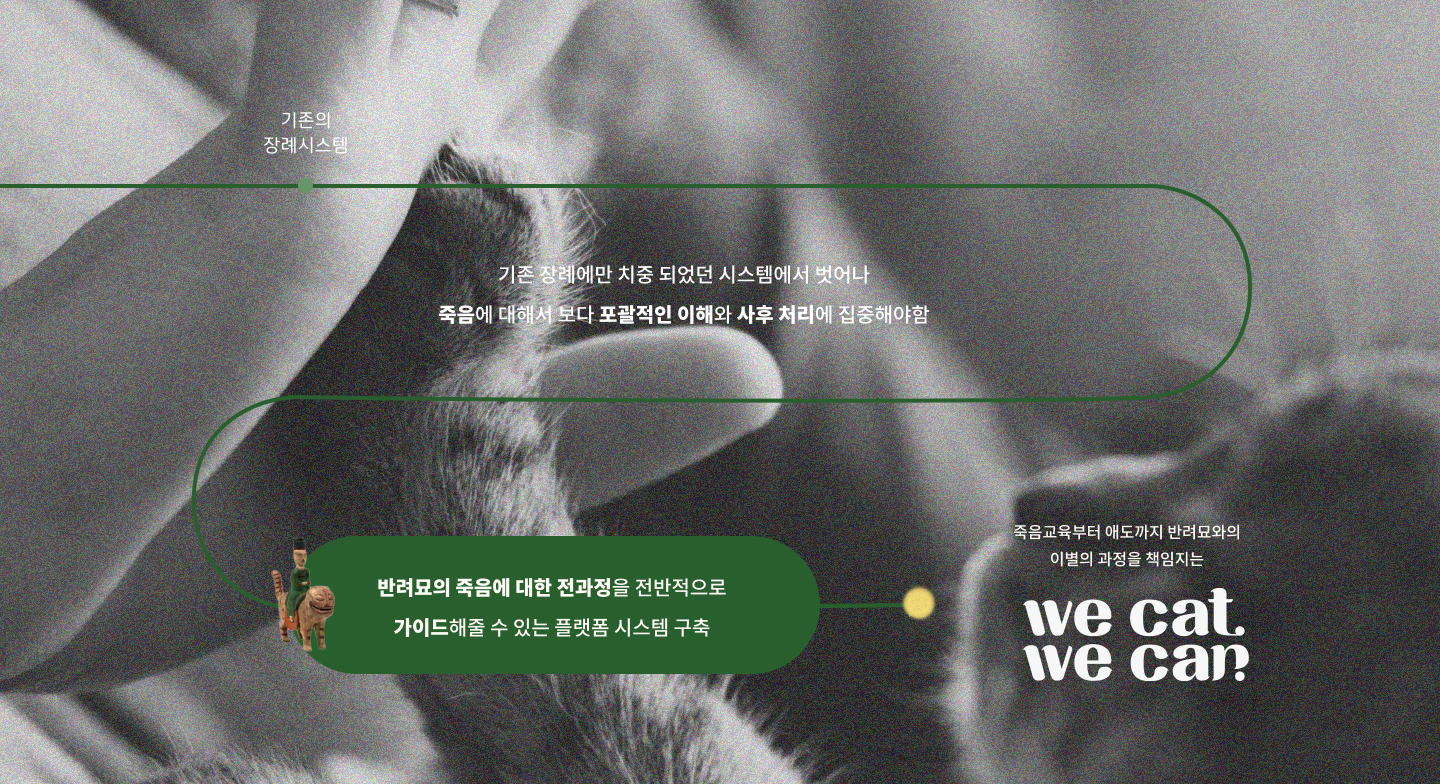 기존의
장례시스템
기존 장례에만 치중 되었던 시스템에서 벗어나
죽음에 대해서 보다 포괄적인 이해와 사후 처리에 집중해야함
반려묘의 죽음에 대한 전과정을 전반적으로
가이드해줄 수 있는 플랫폼 시스템 구축
죽음교육부터 애도까지 반려묘와의
이별의 과정을 책임지는
we cat.
we can?